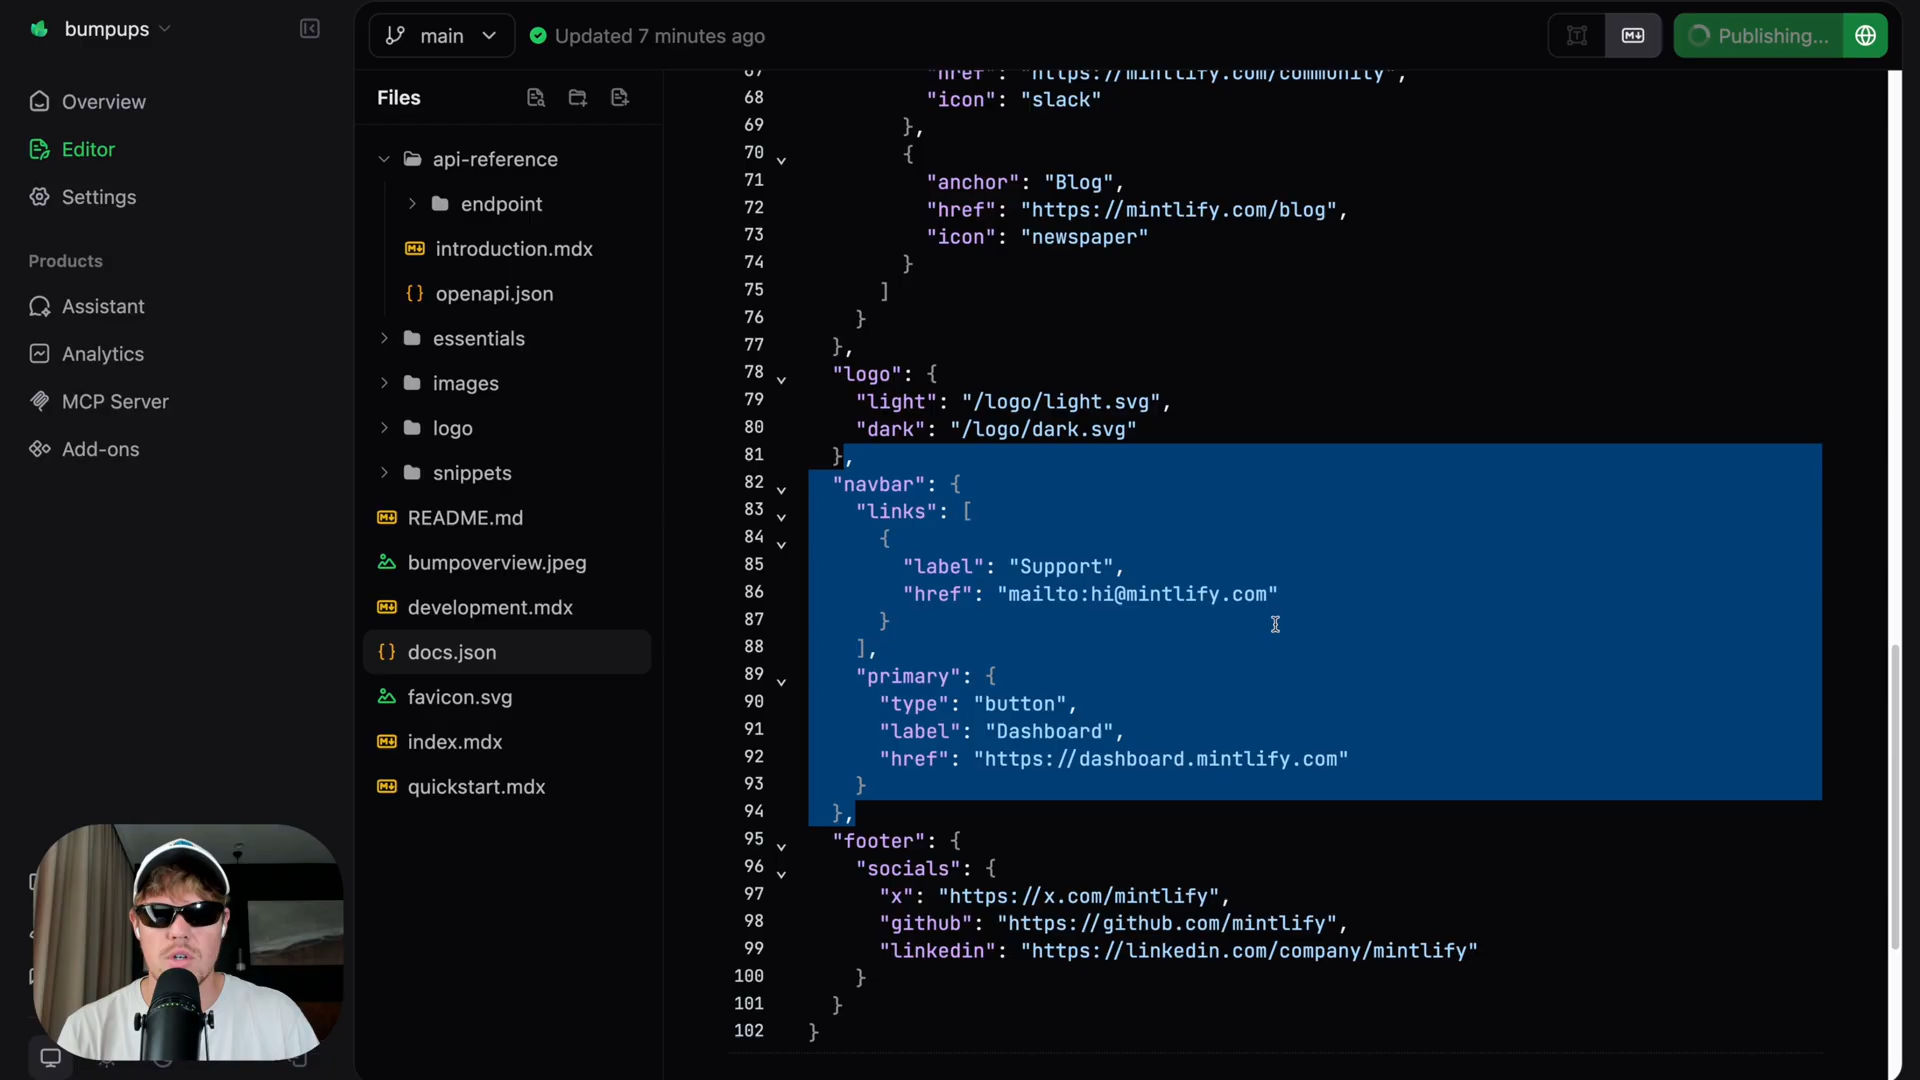 bumpups
Overview
Editor
Settings
Products
Assistant
Analytics
MCP Server
Add-ons
main
Updated 7 minutes ago
Publishing...
Files
api-reference
endpoint
introduction.mdx
openapi.json
essentials
images
logo
snippets
README.md
bumpoverview.jpeg
development.mdx
docs.json
favicon.svg
index.mdx
quickstart.mdx
67 "href": "https://mintlify.com/community",
68 "icon": "slack"
69 },
70 {
71 "anchor": "Blog",
72 "href": "https://mintlify.com/blog",
73 "icon": "newspaper"
74 }
75 ]
76 }
77 },
78 "logo": {
79 "light": "/logo/light.svg",
80 "dark": "/logo/dark.svg"
81 },
82 "navbar": {
83 "links": [
84 {
85 "label": "Support",
86 "href": "mailto:hi@mintlify.com"
87 }
88 ],
89 "primary": {
90 "type": "button",
91 "label": "Dashboard",
92 "href": "https://dashboard.mintlify.com"
93 }
94 },
95 "footer": {
96 "socials": {
97 "x": "https://x.com/mintlify",
98 "github": "https://github.com/mintlify",
99 "linkedin": "https://linkedin.com/company/mintlify"
100 }
101 }
102 }